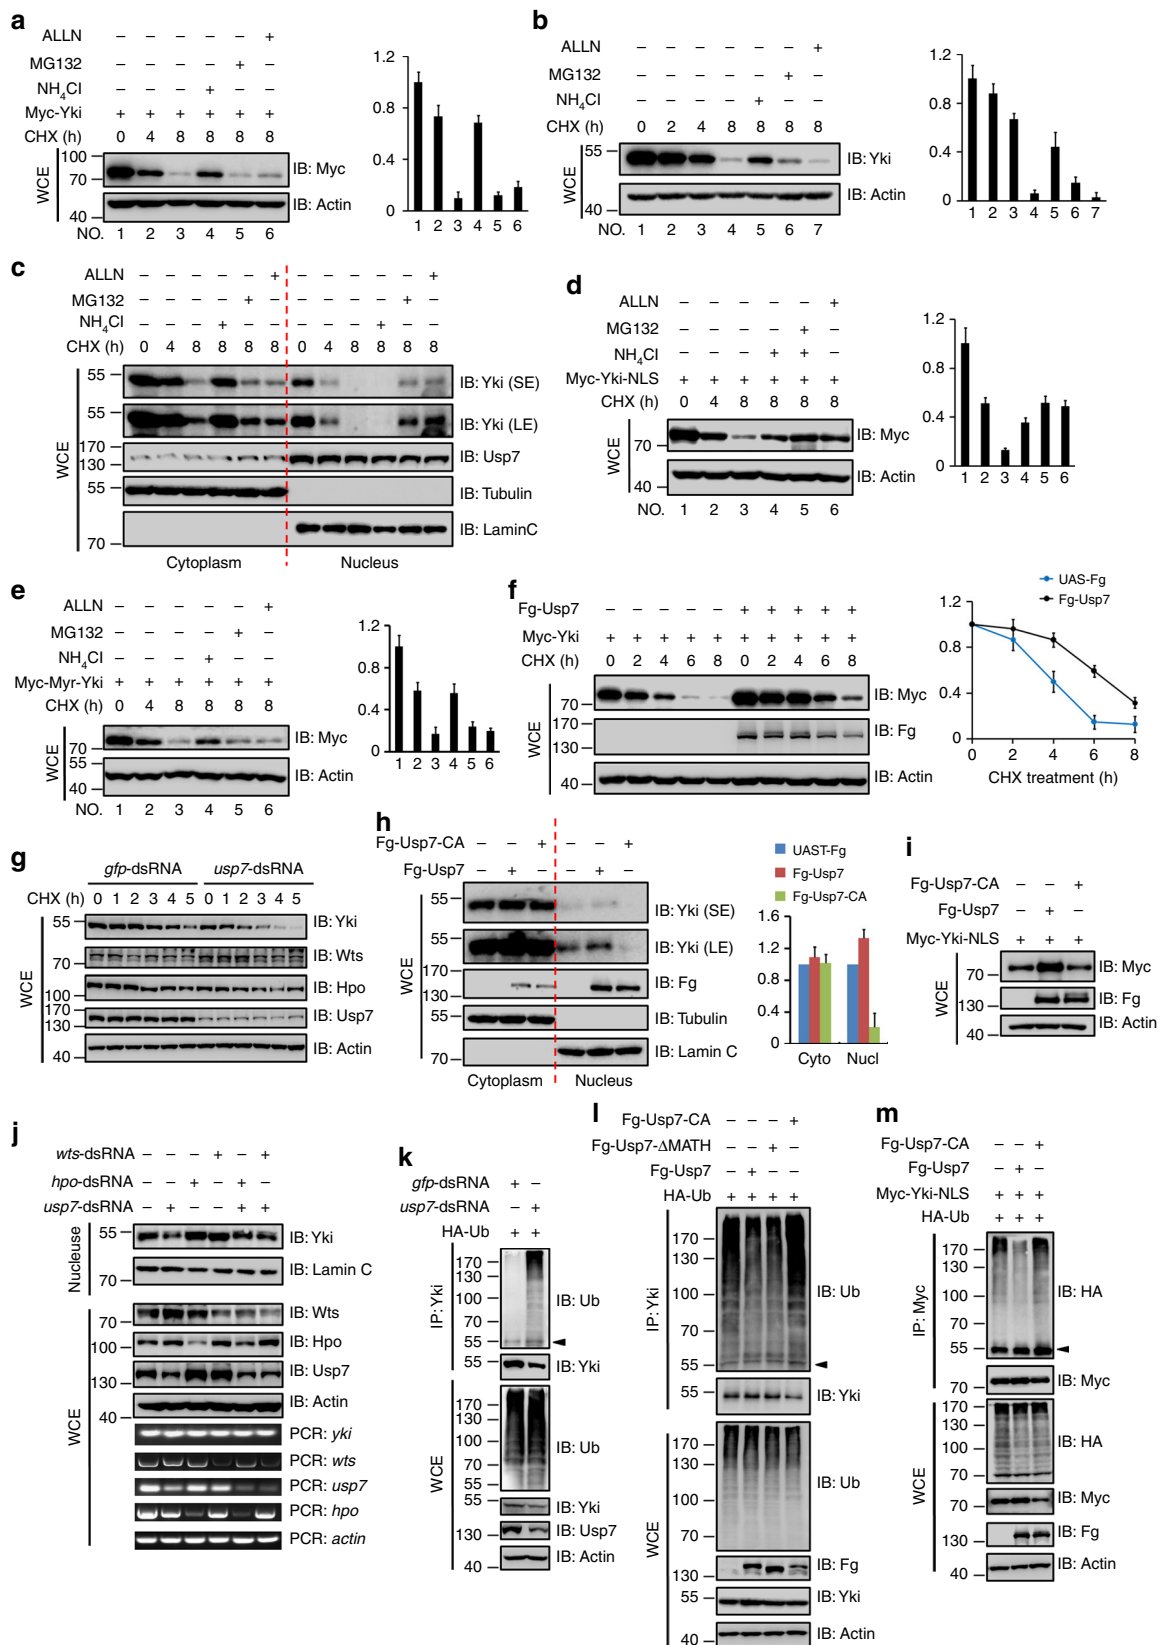 a
ALLN – – – – – +
MG132 – – – – + –
NH4Cl – – – + – –
Myc-Yki + + + + + +
CHX (h) 0 4 8 8 8 8
WCE
100
70
IB: Myc
40
IB: Actin
NO. 1 2 3 4 5 6
1.2
0.8
0.4
0
1 2 3 4 5 6
b
ALLN – – – – – – +
MG132 – – – – – + –
NH4Cl – – – – + – –
CHX (h) 0 2 4 8 8 8 8
WCE
55
IB: Yki
40
IB: Actin
NO. 1 2 3 4 5 6 7
1.2
0.8
0.4
0
1 2 3 4 5 6 7
c
ALLN – – – – – + – – – – – +
MG132 – – – – + – – – – – + –
NH4Cl – – – + – – – – – + – –
CHX (h) 0 4 8 8 8 8 0 4 8 8 8 8
WCE
55
IB: Yki (SE)
55
IB: Yki (LE)
170
130
IB: Usp7
55
IB: Tubulin
70
IB: LaminC
Cytoplasm Nucleus
d
ALLN – – – – – +
MG132 – – – – + –
NH4Cl – – – + + –
Myc-Yki-NLS + + + + + +
CHX (h) 0 4 8 8 8 8
WCE
70
IB: Myc
40
IB: Actin
NO. 1 2 3 4 5 6
1.2
0.8
0.4
0
1 2 3 4 5 6
e
ALLN – – – – – +
MG132 – – – – + –
NH4Cl – – – + – –
Myc-Myr-Yki + + + + + +
CHX (h) 0 4 8 8 8 8
WCE
70
IB: Myc
55
40
IB: Actin
NO. 1 2 3 4 5 6
1.2
0.8
0.4
0
1 2 3 4 5 6
f
Fg-Usp7 – – – – – + + + + +
Myc-Yki + + + + + + + + + +
CHX (h) 0 2 4 6 8 0 2 4 6 8
WCE
70
IB: Myc
170
130
IB: Fg
40
IB: Actin
UAS-Fg
Fg-Usp7
1.2
0.8
0.4
0
0 2 4 6 8
CHX treatment (h)
g
gfp-dsRNA usp7-dsRNA
CHX (h) 0 1 2 3 4 5 0 1 2 3 4 5
WCE
55
IB: Yki
70
IB: Wts
100
IB: Hpo
170
130
IB: Usp7
40
IB: Actin
h
Fg-Usp7-CA – – + – – +
Fg-Usp7 – + – – + –
WCE
55
IB: Yki (SE)
55
IB: Yki (LE)
170
130
IB: Fg
55
IB: Tubulin
70
IB: Lamin C
Cytoplasm Nucleus
UAST-Fg
Fg-Usp7
Fg-Usp7-CA
1.6
1.2
0.8
0.4
0
Cyto Nucl
i
Fg-Usp7-CA – – +
Fg-Usp7 – + –
Myc-Yki-NLS + + +
WCE
70
IB: Myc
130
IB: Fg
40
IB: Actin
j
wts-dsRNA – – – + – +
hpo-dsRNA – – + – + –
usp7-dsRNA – + – – + +
Nucleuse
55
IB: Yki
70
IB: Lamin C
WCE
70
IB: Wts
100
IB: Hpo
130
IB: Usp7
40
IB: Actin
PCR: yki
PCR: wts
PCR: usp7
PCR: hpo
PCR: actin
k
gfp-dsRNA + –
usp7-dsRNA – +
HA-Ub + +
IP: Yki
170
130
100
70
55
IB: Ub
55
IB: Yki
WCE
170
130
100
70
55
IB: Ub
55
IB: Yki
130
IB: Usp7
40
IB: Actin
l
Fg-Usp7-CA – – – +
Fg-Usp7-ΔMATH – – + –
Fg-Usp7 – + – –
HA-Ub + + + +
IP: Yki
170
130
100
70
55
IB: Ub
55
IB: Yki
WCE
170
130
100
70
IB: Ub
130
IB: Fg
55
IB: Yki
40
IB: Actin
m
Fg-Usp7-CA – – +
Fg-Usp7 – + –
Myc-Yki-NLS + + +
HA-Ub + + +
IP: Myc
170
130
100
70
55
IB: HA
70
IB: Myc
WCE
170
130
100
70
IB: HA
70
IB: Myc
130
IB: Fg
40
IB: Actin